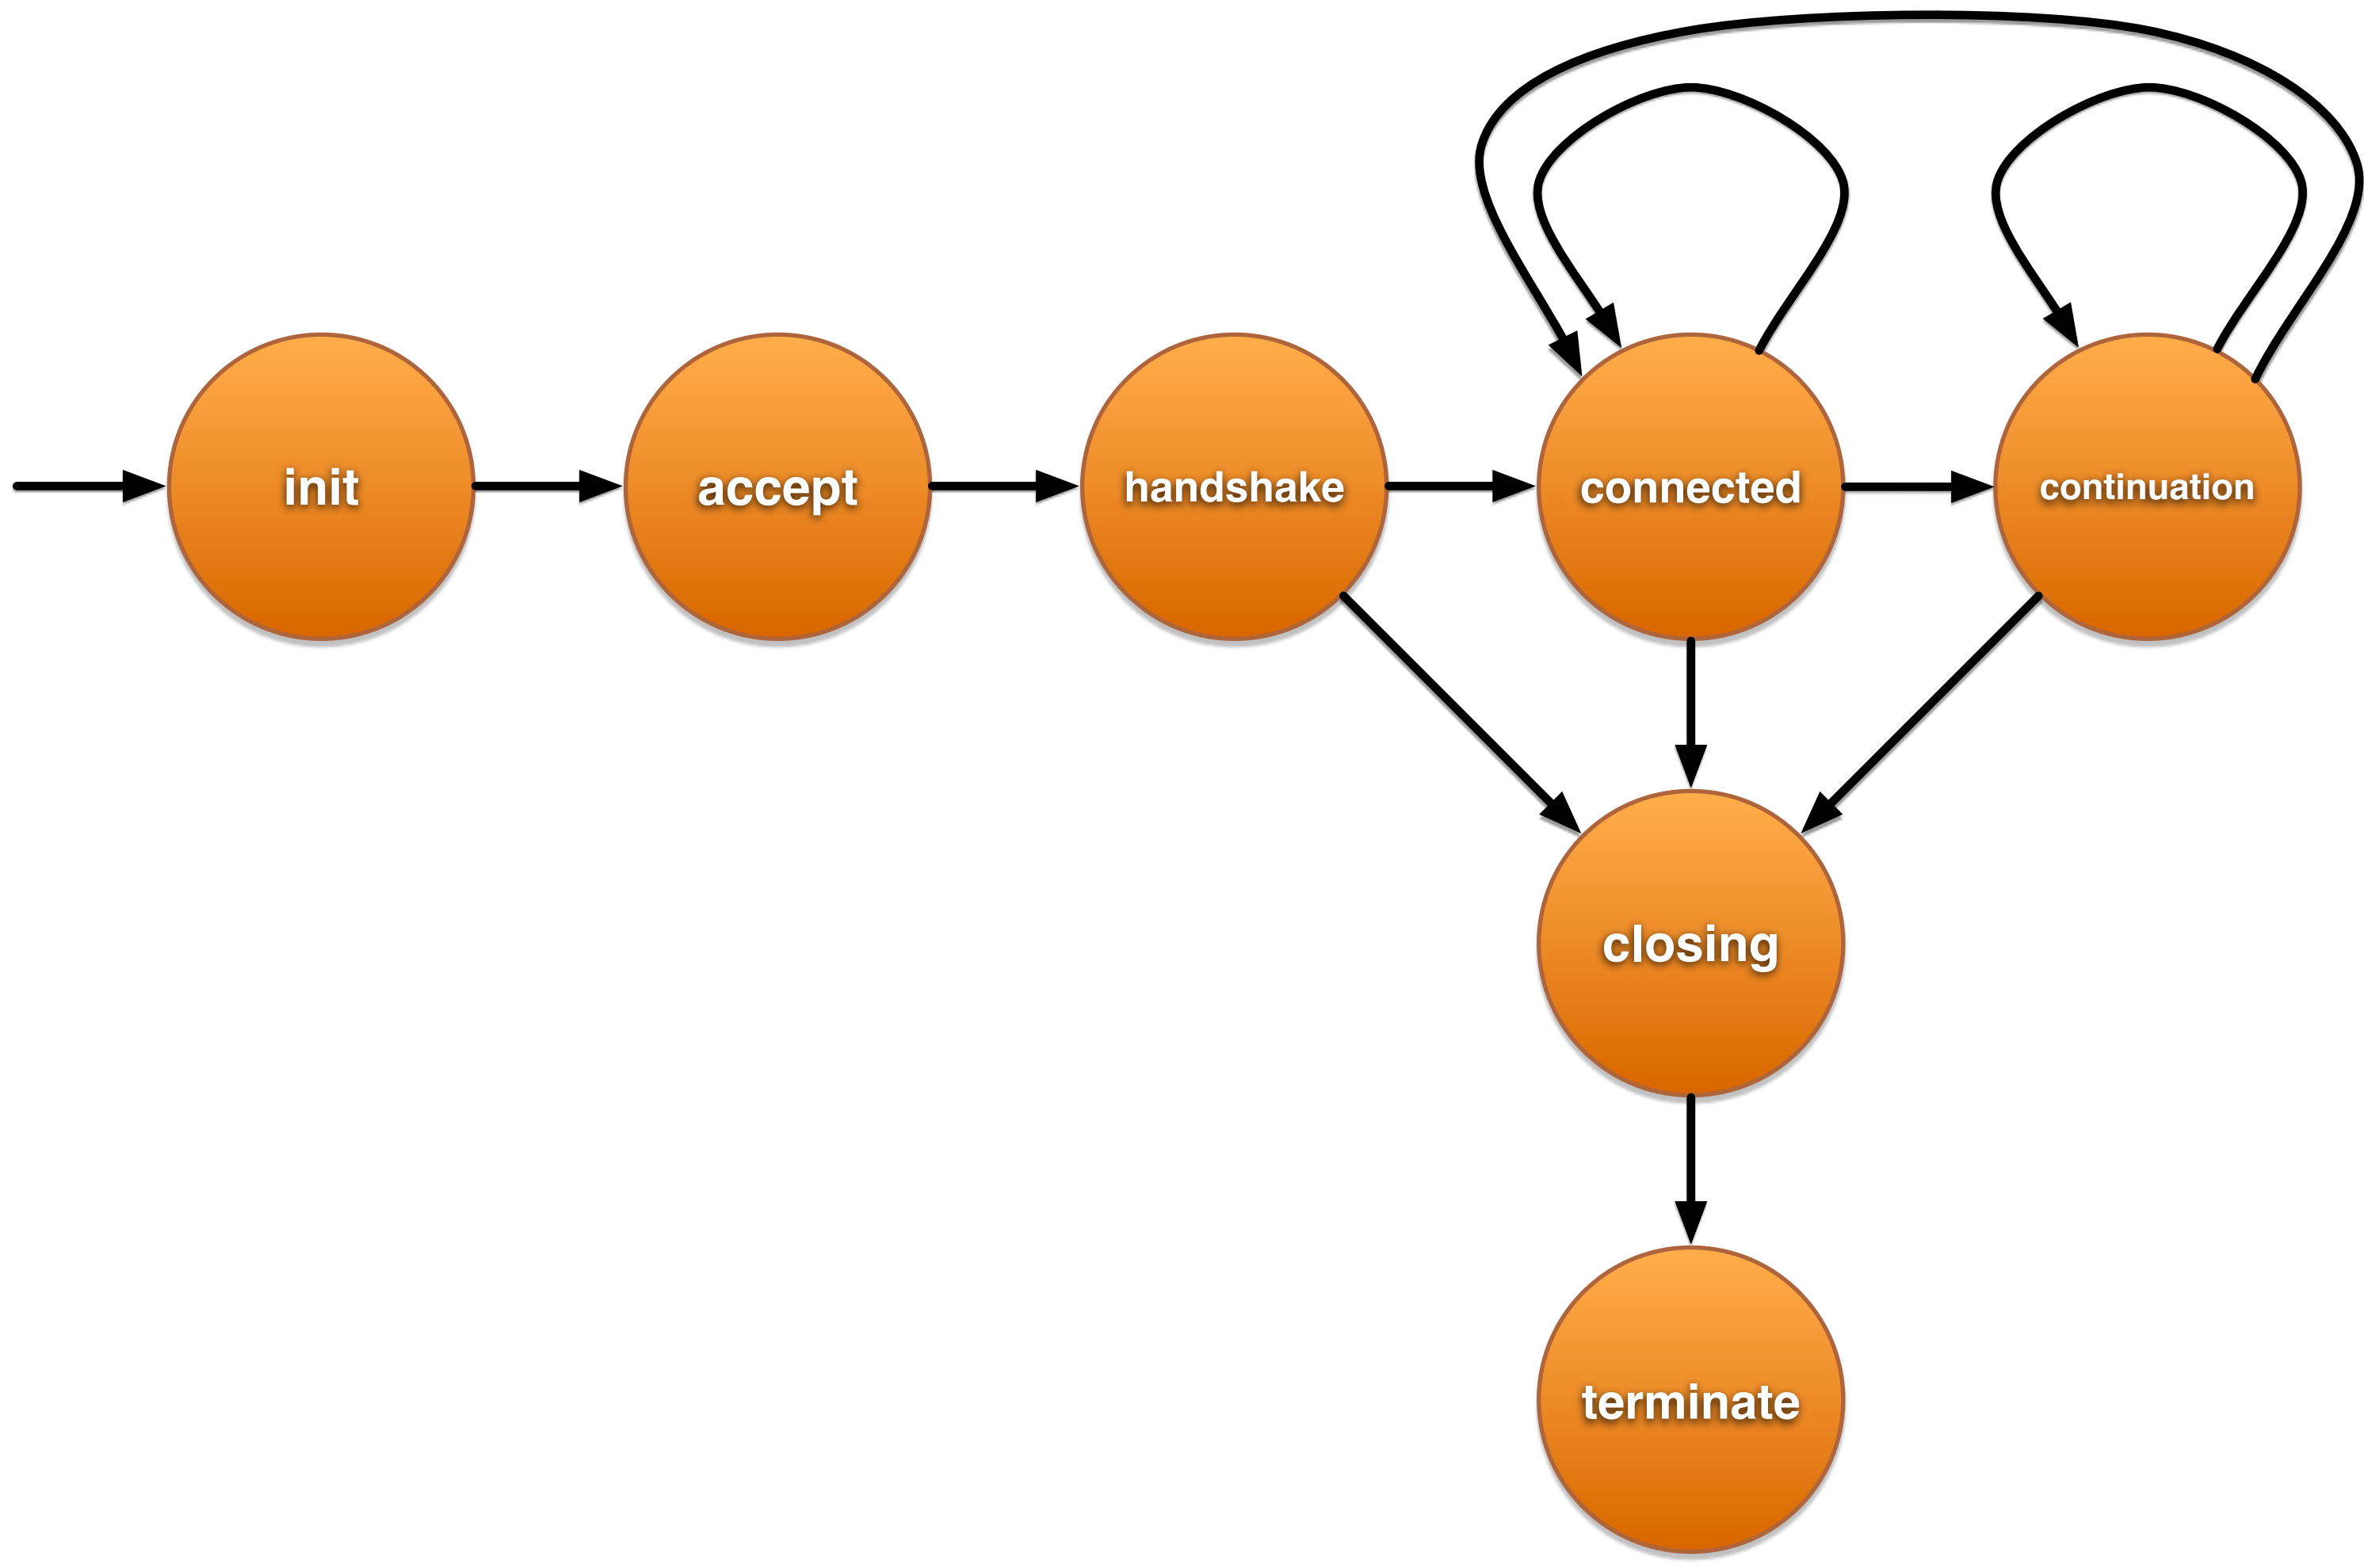 init
accept
handshake
connected
continuation
closing
terminate